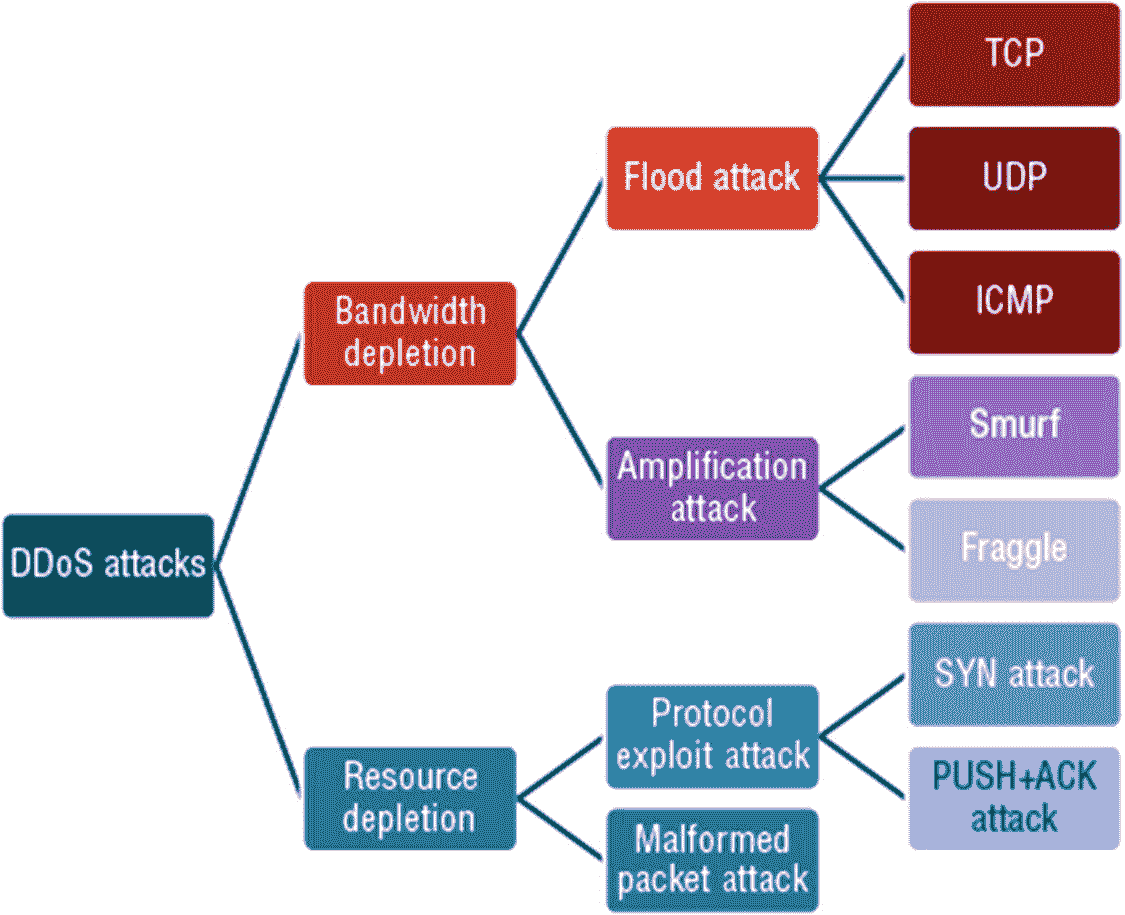 TCP
Flood attack
UDP
ICMP
Bandwidth
depletion
Smurf
Amplification
attack
Fraggle
DDoS attacks
SYN attack
Protocol
exploit attack
PUSH+ACK
attack
Resource
depletion
Malformed
packet attack